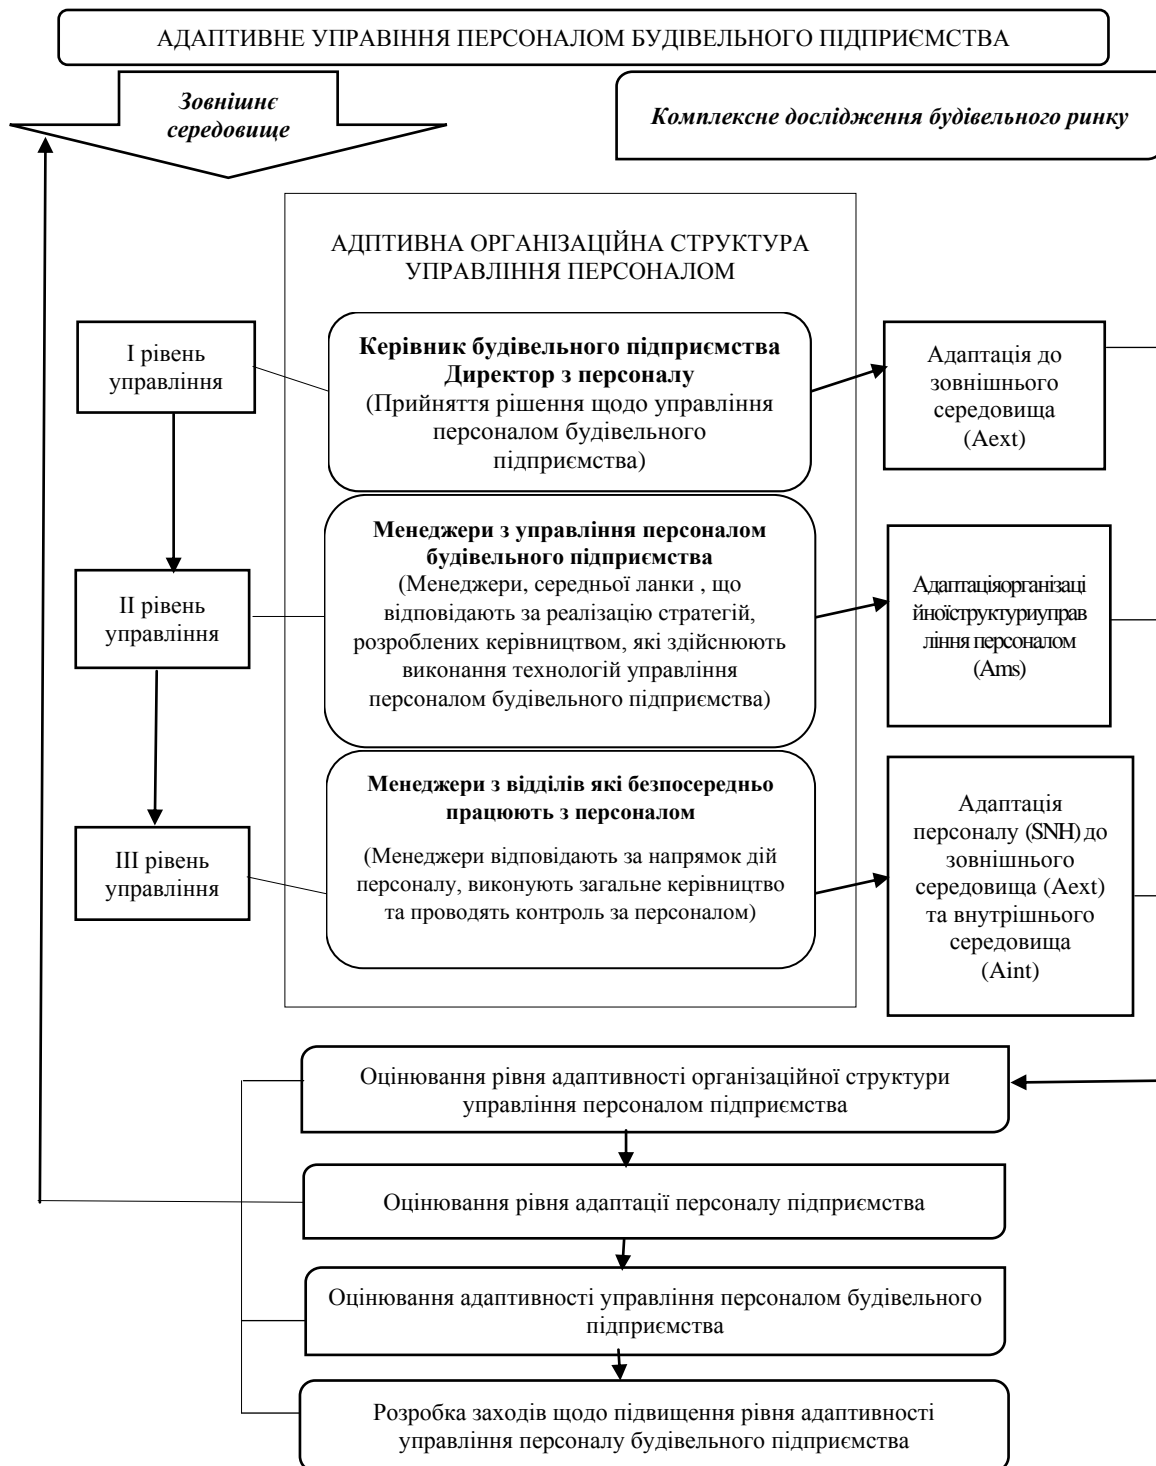 АДАПТИВНЕ УПРАВІННЯ ПЕРСОНАЛОМ БУДІВЕЛЬНОГО ПІДПРИЄМСТВА
Зовнішнє
середовище
Комплексне дослідження будівельного ринку
АДПТИВНА ОРГАНІЗАЦІЙНА СТРУКТУРА
УПРАВЛІННЯ ПЕРСОНАЛОМ
І рівень
управління
Керівник будівельного підприємства
Директор з персоналу
(Прийняття рішення щодо управління
персоналом будівельного
підприємства)
Адаптація до
зовнішнього
середовища
(Aext)
ІІ рівень
управління
Менеджери з управління персоналом
будівельного підприємства
(Менеджери, середньої ланки , що
відповідають за реалізацію стратегій,
розроблених керівництвом, які здійснюють
виконання технологій управління
персоналом будівельного підприємства)
Адаптаціяорганізаці
йноїструктуриуправ
ління персоналом
(Ams)
ІІІ рівень
управління
Менеджери з відділів які безпосередньо
працюють з персоналом
(Менеджери відповідають за напрямок дій
персоналу, виконують загальне керівництво
та проводять контроль за персоналом)
Адаптація
персоналу (SNH) до
зовнішнього
середовища (Aext)
та внутрішнього
середовища
(Aint)
Оцінювання рівня адаптивності організаційної структури
управління персоналом підприємства
Оцінювання рівня адаптації персоналу підприємства
Оцінювання адаптивності управління персоналом будівельного
підприємства
Розробка заходів щодо підвищення рівня адаптивності
управління персоналу будівельного підприємства